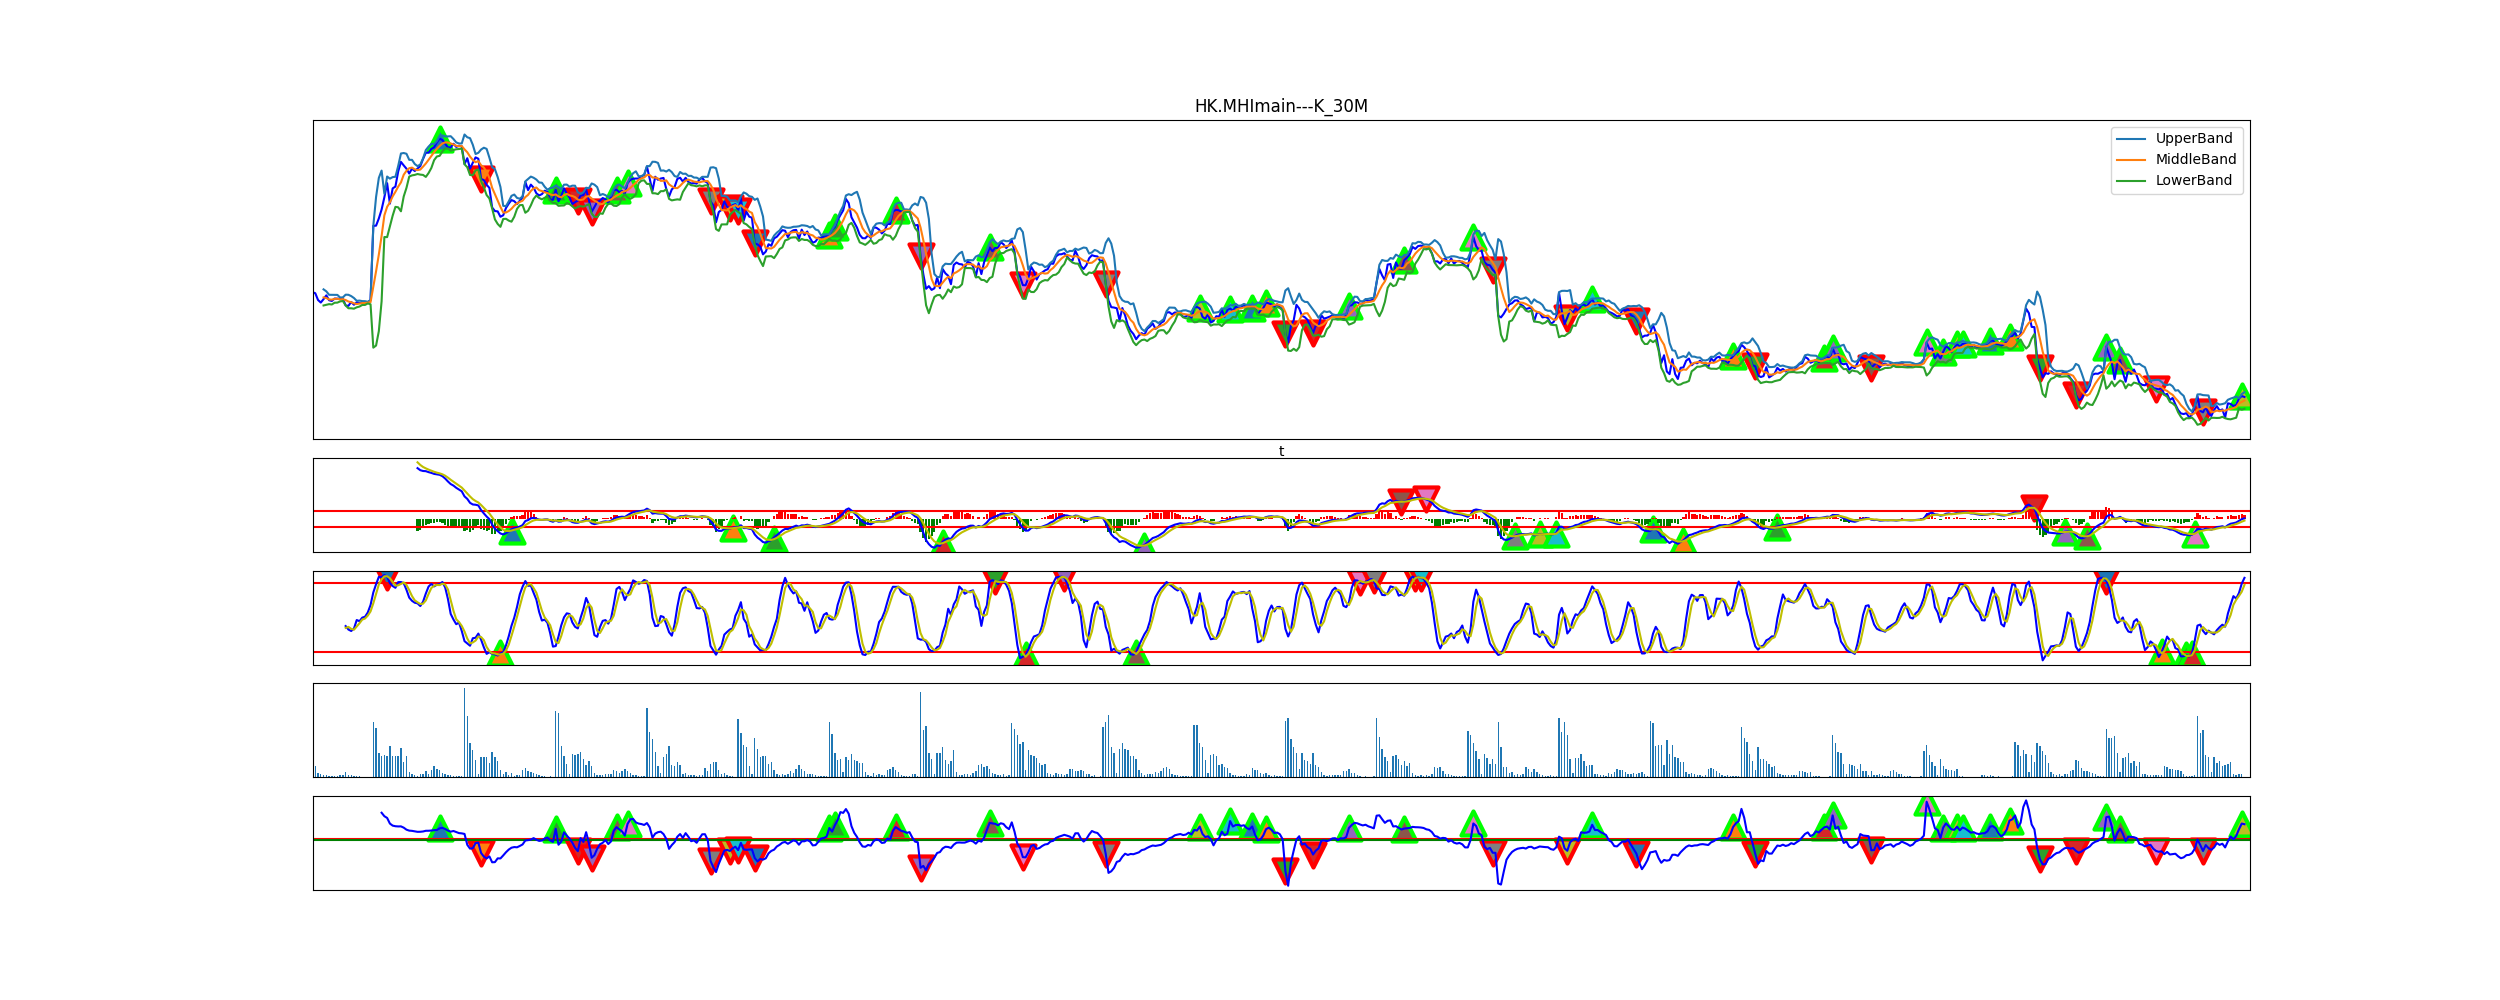 HK.MHImain---K_30M
UpperBand
MiddleBand
LowerBand
t